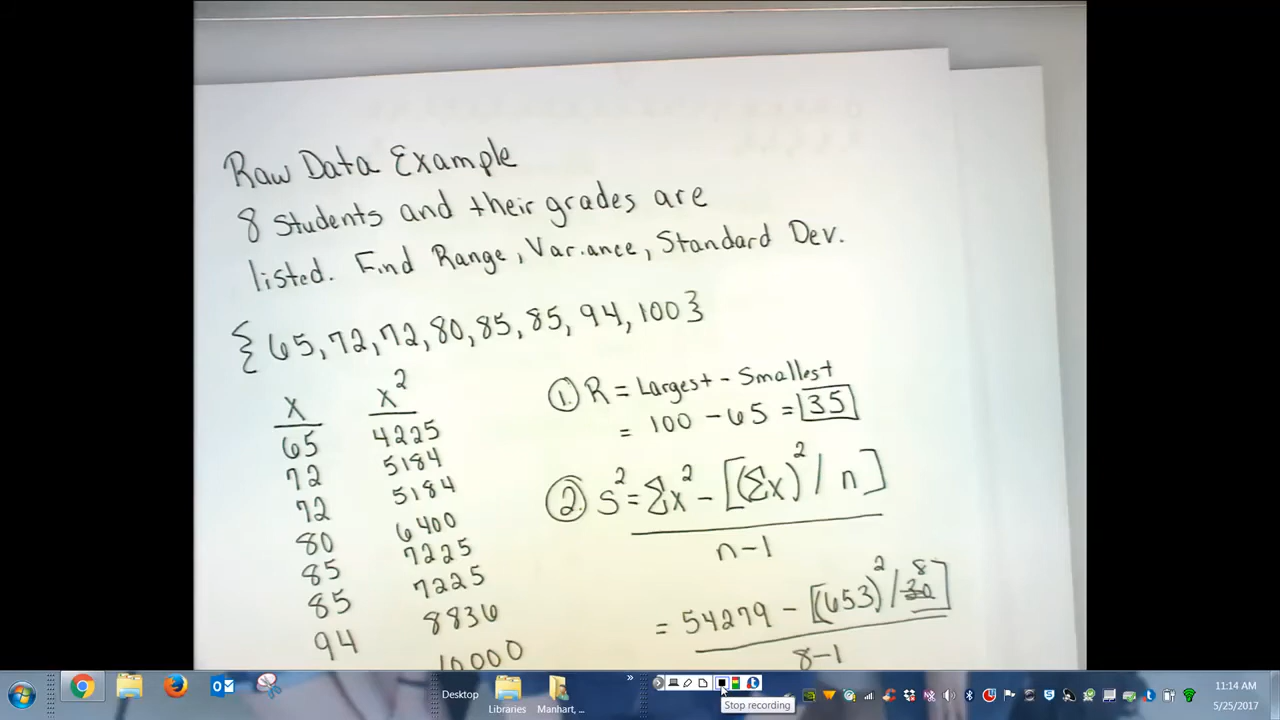 Raw Data Example
8 Students and their grades are
listed. Find Range, Variance, Standard Dev.
{65, 72, 72, 80, 85, 85, 94, 100}
x x²
65 4225
72 5184
72 5184
80 6400
85 7225
85 7225
94 8836
10000
① R = Largest - Smallest
= 100 - 65 = 35
② S² = Σx² - [(Σx)² / n]
n-1
= 54279 - [(653)² / 8]
8-1
Desktop
Libraries
Manhart, ...
»
Stop recording
11:14 AM
5/25/2017